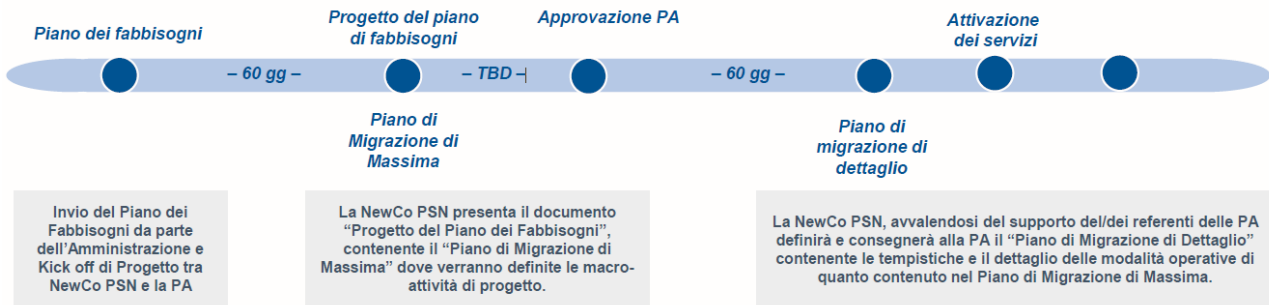 Piano dei fabbisogni
Progetto del piano
di fabbisogni
Approvazione PA
Attivazione
dei servizi
– 60 gg –
– TBD –
– 60 gg –
Piano di
Migrazione di
Massima
Piano di
migrazione di
dettaglio
Invio del Piano dei
Fabbisogni da parte
dell'Amministrazione e
Kick off di Progetto tra
NewCo PSN e la PA
La NewCo PSN presenta il documento
“Progetto del Piano dei Fabbisogni”,
contenente il “Piano di Migrazione di
Massima” dove verranno definite le macro-
attività di progetto.
La NewCo PSN, avvalendosi del supporto del/dei referenti delle PA
definirà e consegnerà alla PA il “Piano di Migrazione di Dettaglio”
contenente le tempistiche e il dettaglio delle modalità operative di
quanto contenuto nel Piano di Migrazione di Massima.